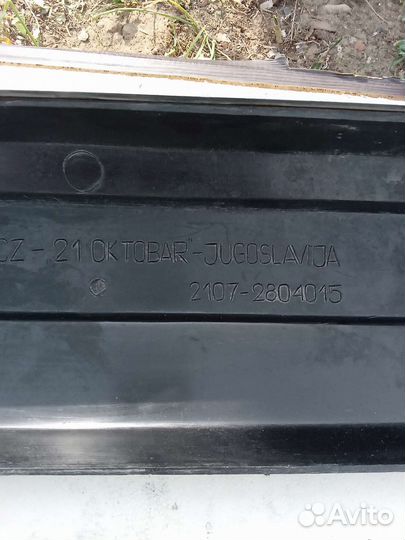 CZ - 21 OKTOBAR" - JUGOSLAVIJA
2107-2804015
Avito